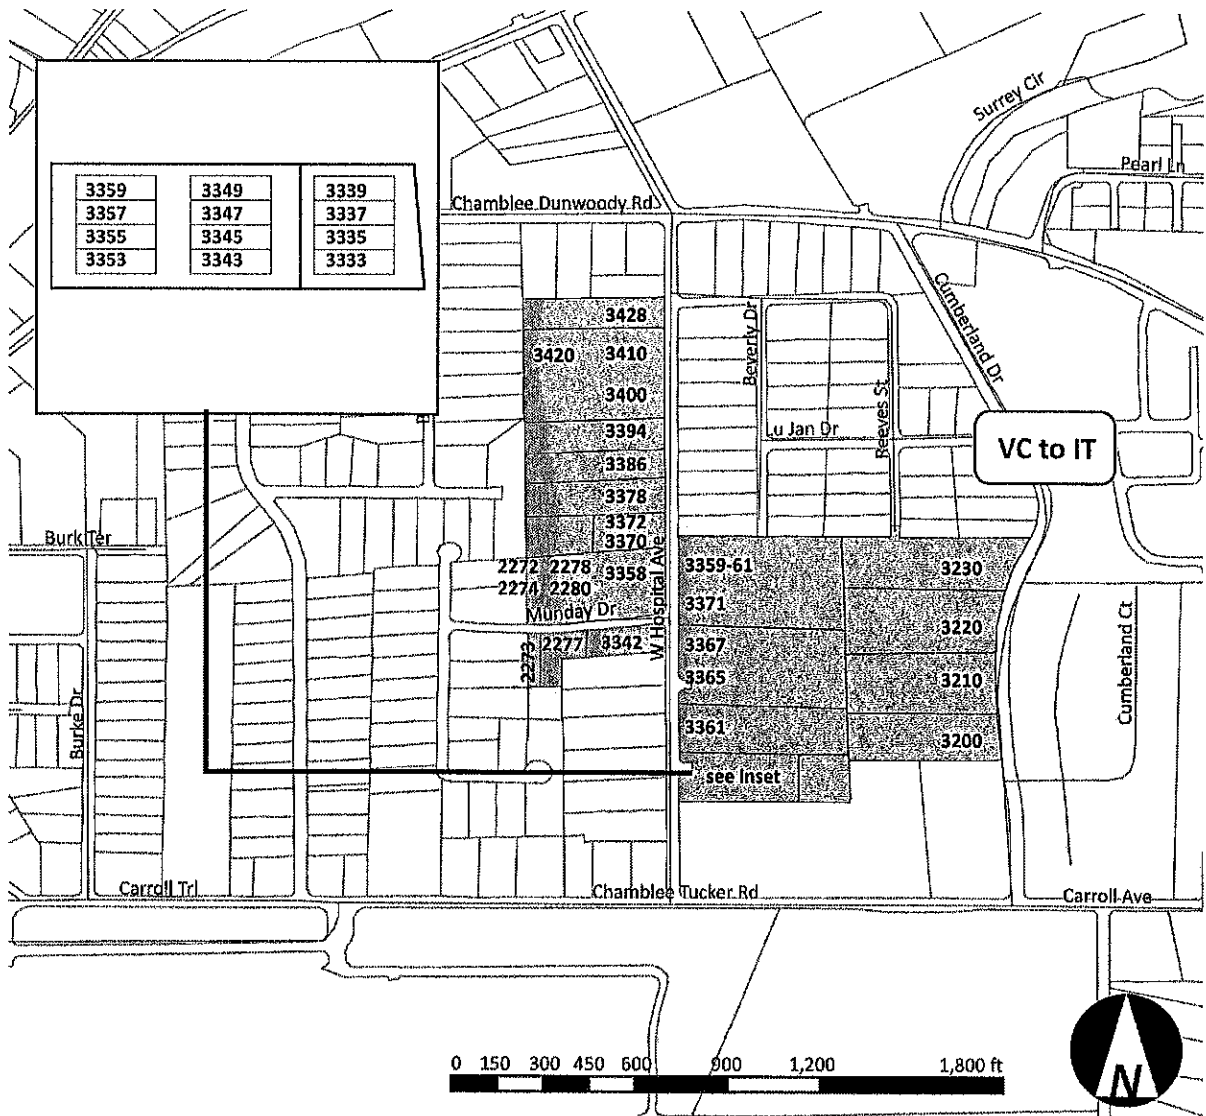 Surrey Cir
Pearl Ln
3359 3349 3339
3357 3347 3337
3355 3345 3335
3353 3343 3333
Chamblee Dunwoody Rd
Cumberland Dr
Beverly Dr
Reeves St
3428
3420 3410
3400
3394
Lu Jan Dr
VC to IT
3386
3378
3372
3370
Burk Ter
W Hospital Ave
2272 2278 3358
2274 2280
3359-61
3230
Munday Dr
3371
3220
2273
2277 3342
3367
3365
3210
Cumberland Ct
Burke Dr
3361
3200
see Inset
Carroll Trl
Chamblee Tucker Rd
Carroll Ave
0 150 300 450 600 900 1,200 1,800 ft
N